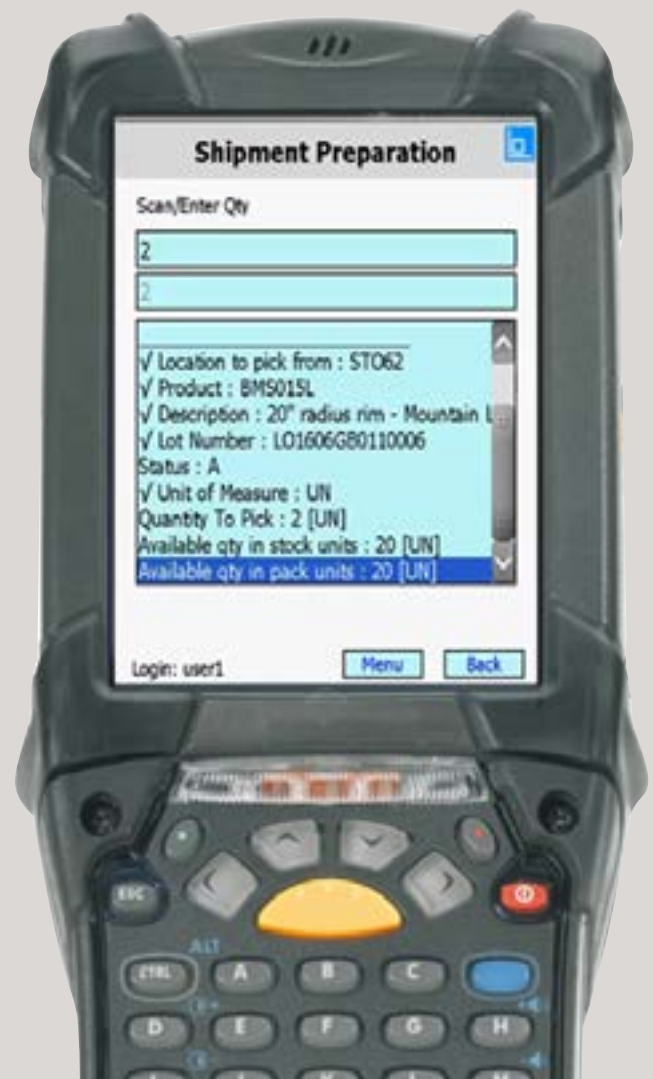 Shipment Preparation
Scan/Enter Qty
2
2
√ Location to pick from : STO62
√ Product : BMS015L
√ Description : 20" radius rim - Mountain L
√ Lot Number : LO1606GB0110006
Status : A
√ Unit of Measure : UN
Quantity To Pick : 2 [UN]
Available qty in stock units : 20 [UN]
Available qty in pack units : 20 [UN]
Login: user1 Menu Back
ESC
ALT
CTRL A B C
D E F G H